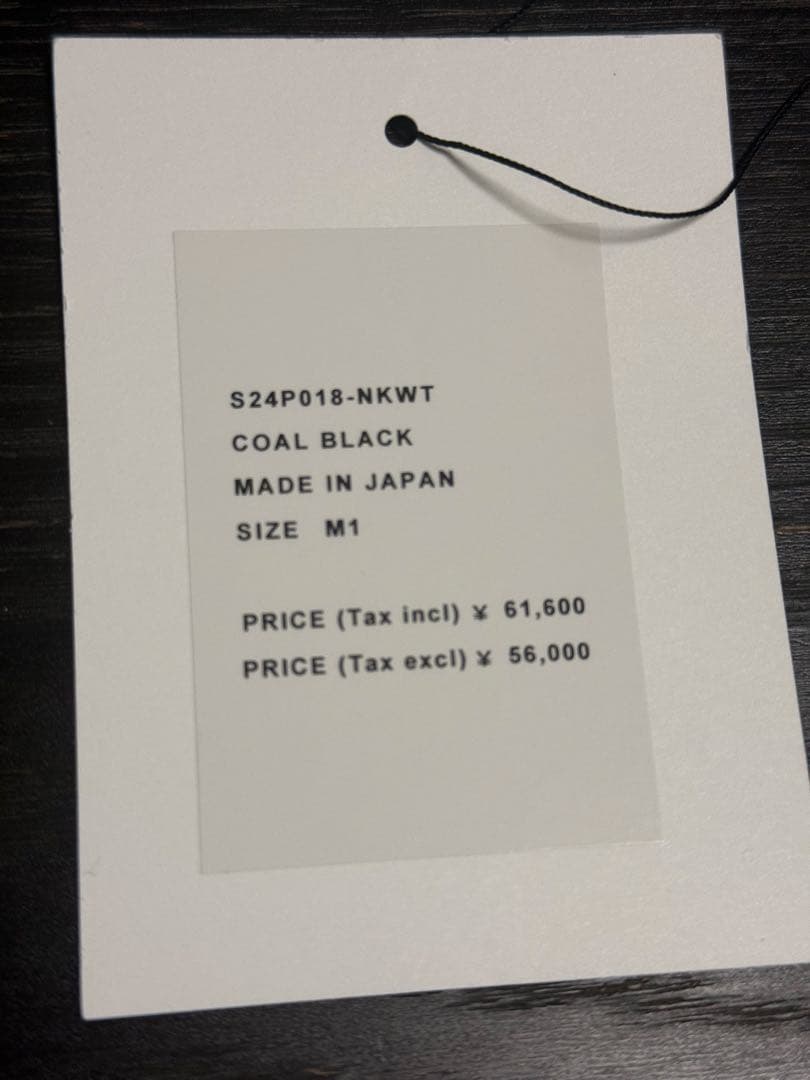 S24P018-NKWT
COAL BLACK
MADE IN JAPAN
SIZE M1
PRICE (Tax incl) ¥ 61,600
PRICE (Tax excl) ¥ 56,000